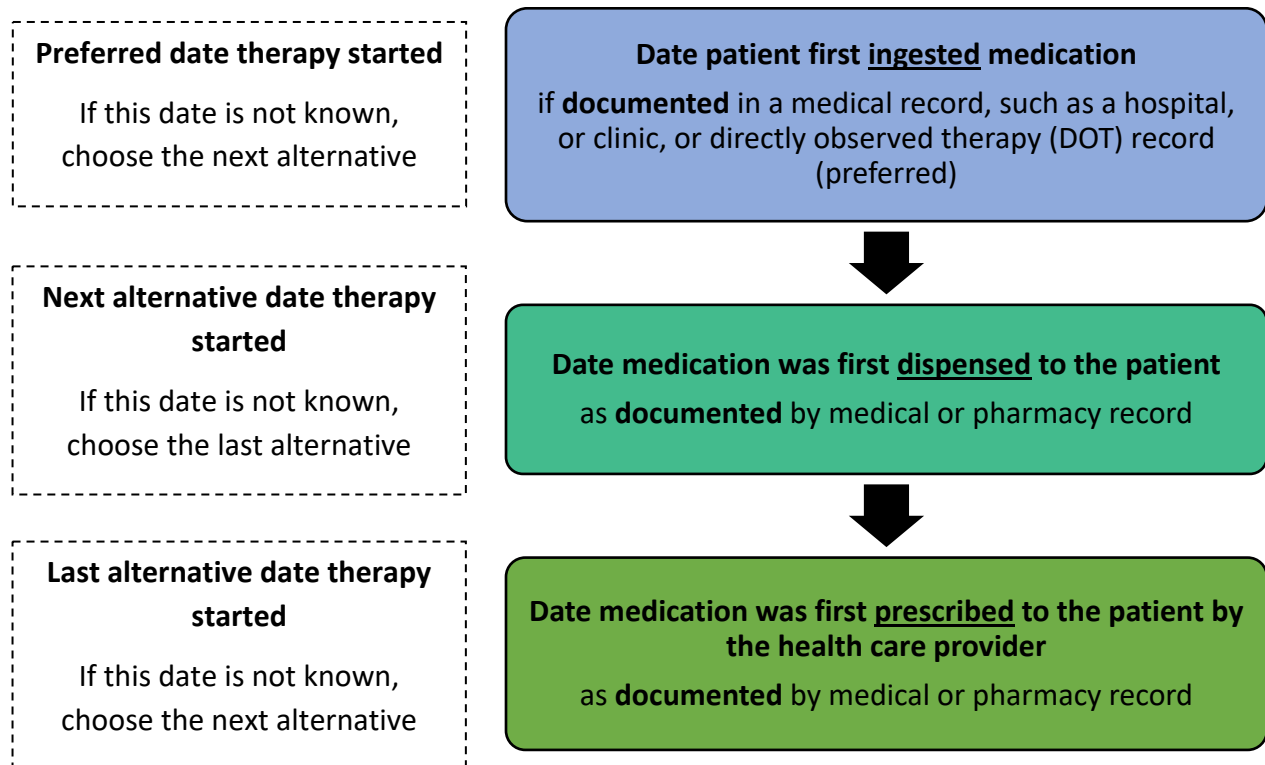 Preferred date therapy started
If this date is not known,
choose the next alternative
Date patient first ingested medication
if documented in a medical record, such as a hospital,
or clinic, or directly observed therapy (DOT) record
(preferred)
Next alternative date therapy
started
If this date is not known,
choose the last alternative
Date medication was first dispensed to the patient
as documented by medical or pharmacy record
Last alternative date therapy
started
If this date is not known,
choose the next alternative
Date medication was first prescribed to the patient by
the health care provider
as documented by medical or pharmacy record